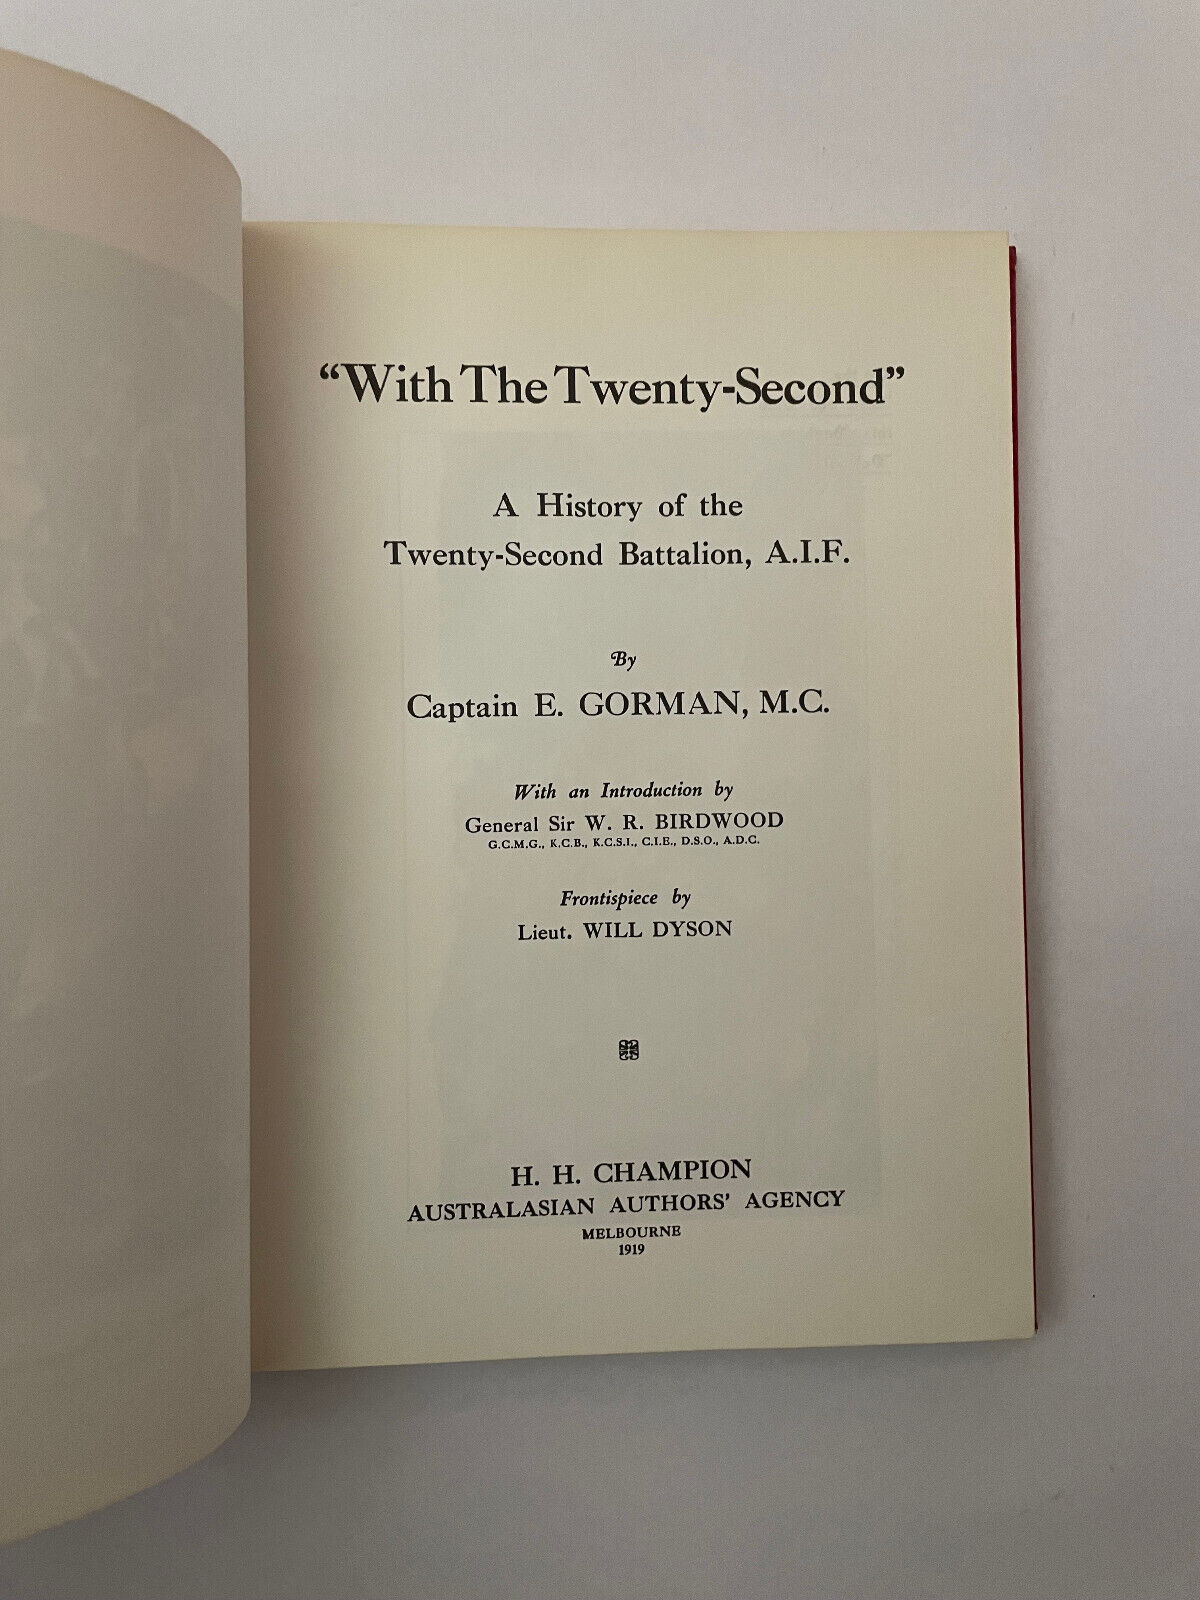 “With The Twenty-Second”
A History of the
Twenty-Second Battalion, A.I.F.
By
Captain E. GORMAN, M.C.
With an Introduction by
General Sir W. R. BIRDWOOD
G.C.M.G., K.C.B., K.C.S.I., C.I.E., D.S.O., A.D.C.
Frontispiece by
Lieut. WILL DYSON
H. H. CHAMPION
AUSTRALASIAN AUTHORS' AGENCY
MELBOURNE
1919